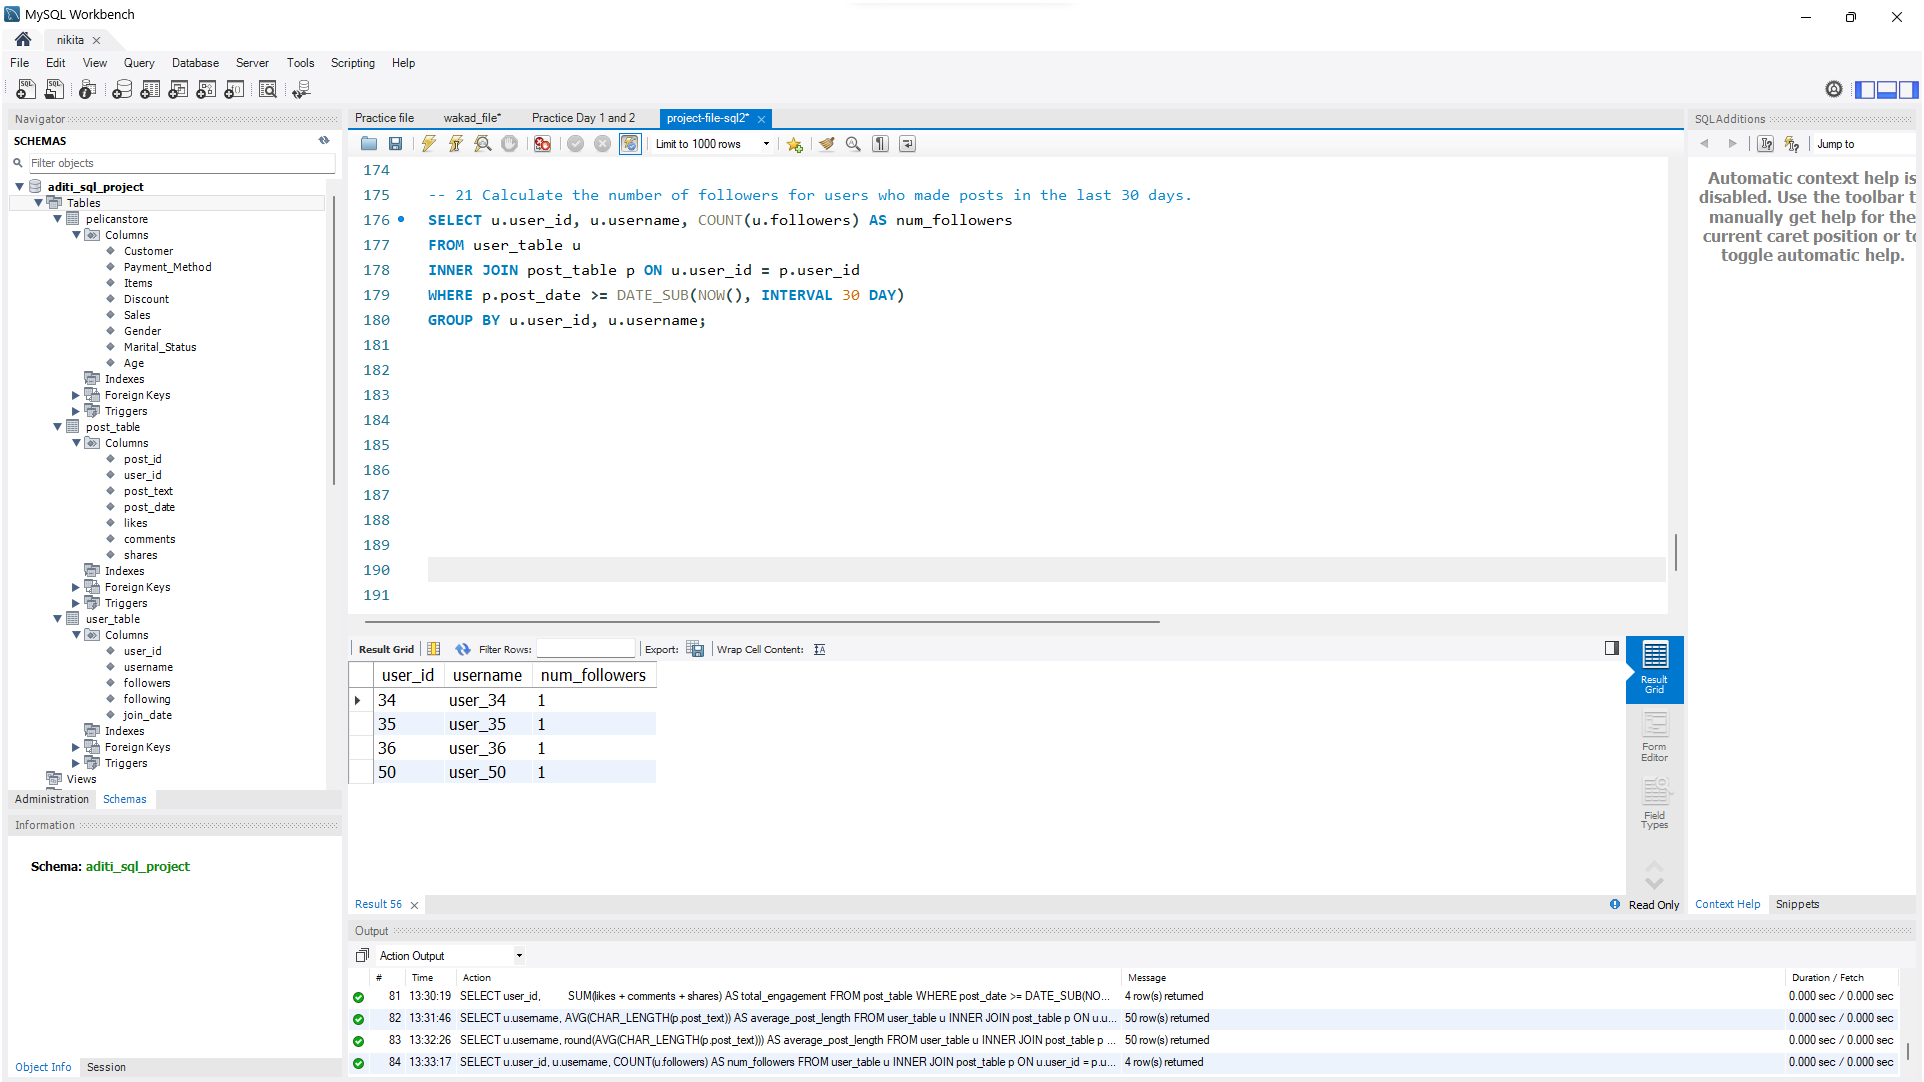 MySQL Workbench
nikita
File Edit View Query Database Server Tools Scripting Help
Navigator
SCHEMAS
Filter objects
aditi_sql_project
Tables
pelicanstore
Columns
Customer
Payment_Method
Items
Discount
Sales
Gender
Marital_Status
Age
Indexes
Foreign Keys
Triggers
post_table
Columns
post_id
user_id
post_text
post_date
likes
comments
shares
Indexes
Foreign Keys
Triggers
user_table
Columns
user_id
username
followers
following
join_date
Indexes
Foreign Keys
Triggers
Views
Administration Schemas
Information
Schema: aditi_sql_project
Object Info Session
Practice file wakad_file* Practice Day 1 and 2 project-file-sql2*
Limit to 1000 rows
174
175 -- 21 Calculate the number of followers for users who made posts in the last 30 days.
176 SELECT u.user_id, u.username, COUNT(u.followers) AS num_followers
177 FROM user_table u
178 INNER JOIN post_table p ON u.user_id = p.user_id
179 WHERE p.post_date >= DATE_SUB(NOW(), INTERVAL 30 DAY)
180 GROUP BY u.user_id, u.username;
181
182
183
184
185
186
187
188
189
190
191
Result Grid Filter Rows: Export: Wrap Cell Content:
user_id username num_followers
34 user_34 1
35 user_35 1
36 user_36 1
50 user_50 1
Result Grid
Form Editor
Field Types
Result 56
Read Only
Output
Action Output
# Time Action Message Duration / Fetch
81 13:30:19 SELECT user_id, SUM(likes + comments + shares) AS total_engagement FROM post_table WHERE post_date >= DATE_SUB(NO... 4 row(s) returned 0.000 sec / 0.000 sec
82 13:31:46 SELECT u.username, AVG(CHAR_LENGTH(p.post_text)) AS average_post_length FROM user_table u INNER JOIN post_table p ON u.u... 50 row(s) returned 0.000 sec / 0.000 sec
83 13:32:26 SELECT u.username, round(AVG(CHAR_LENGTH(p.post_text))) AS average_post_length FROM user_table u INNER JOIN post_table p ... 50 row(s) returned 0.000 sec / 0.000 sec
84 13:33:17 SELECT u.user_id, u.username, COUNT(u.followers) AS num_followers FROM user_table u INNER JOIN post_table p ON u.user_id = p.u... 4 row(s) returned 0.000 sec / 0.000 sec
SQLAdditions
Jump to
Automatic context help is
disabled. Use the toolbar t
manually get help for the
current caret position or to
toggle automatic help.
Context Help Snippets